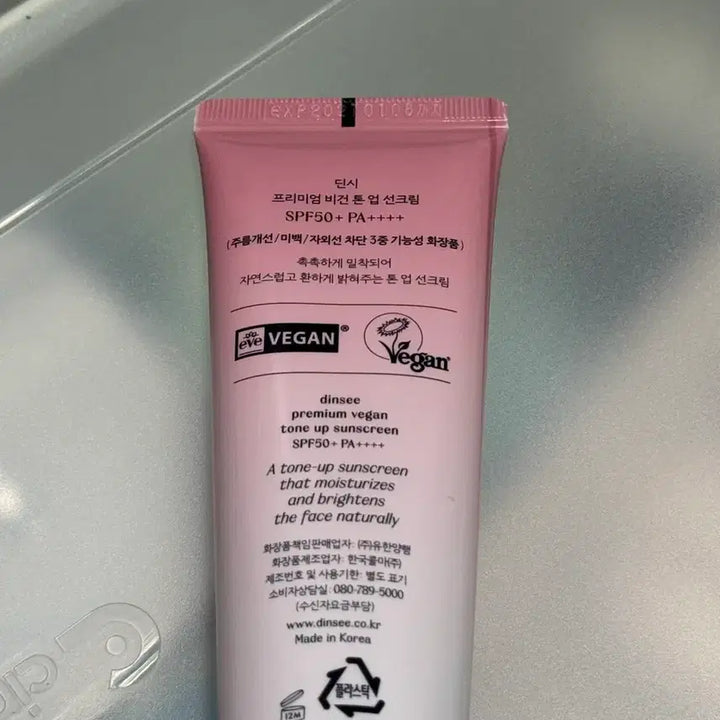 딘시
프리미엄 비건 톤 업 선크림
SPF50+ PA++++
(주름개선/미백/자외선 차단 3중 기능성 화장품)
촉촉하게 밀착되어
자연스럽고 환하게 밝혀주는 톤 업 선크림
eve VEGAN®
Vegan®
dinsee
premium vegan
tone up sunscreen
SPF50+ PA++++
A tone-up sunscreen
that moisturizes
and brightens
the face naturally
화장품책임판매업자: (주)유한양행
화장품제조업자: 한국콜마(주)
제조번호 및 사용기한: 별도 표기
소비자상담실: 080-789-5000
(수신자요금부담)
www.dinsee.co.kr
Made in Korea
플라스틱
12M